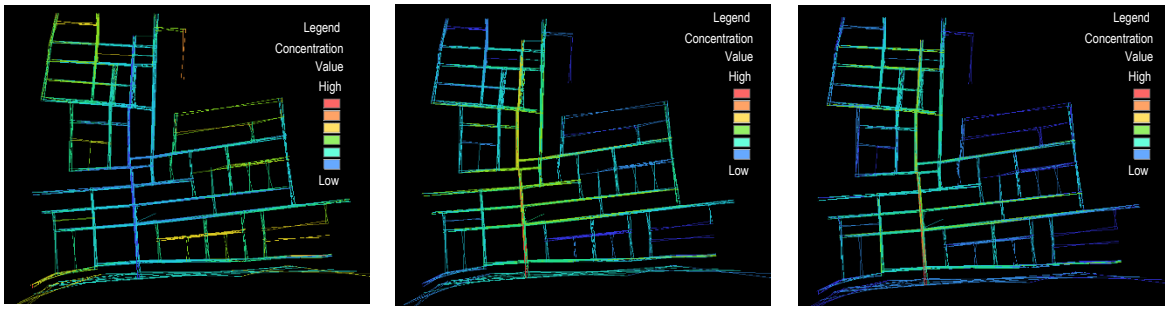 Legend
Concentration
Value
High
Low
Legend
Concentration
Value
High
Low
Legend
Concentration
Value
High
Low